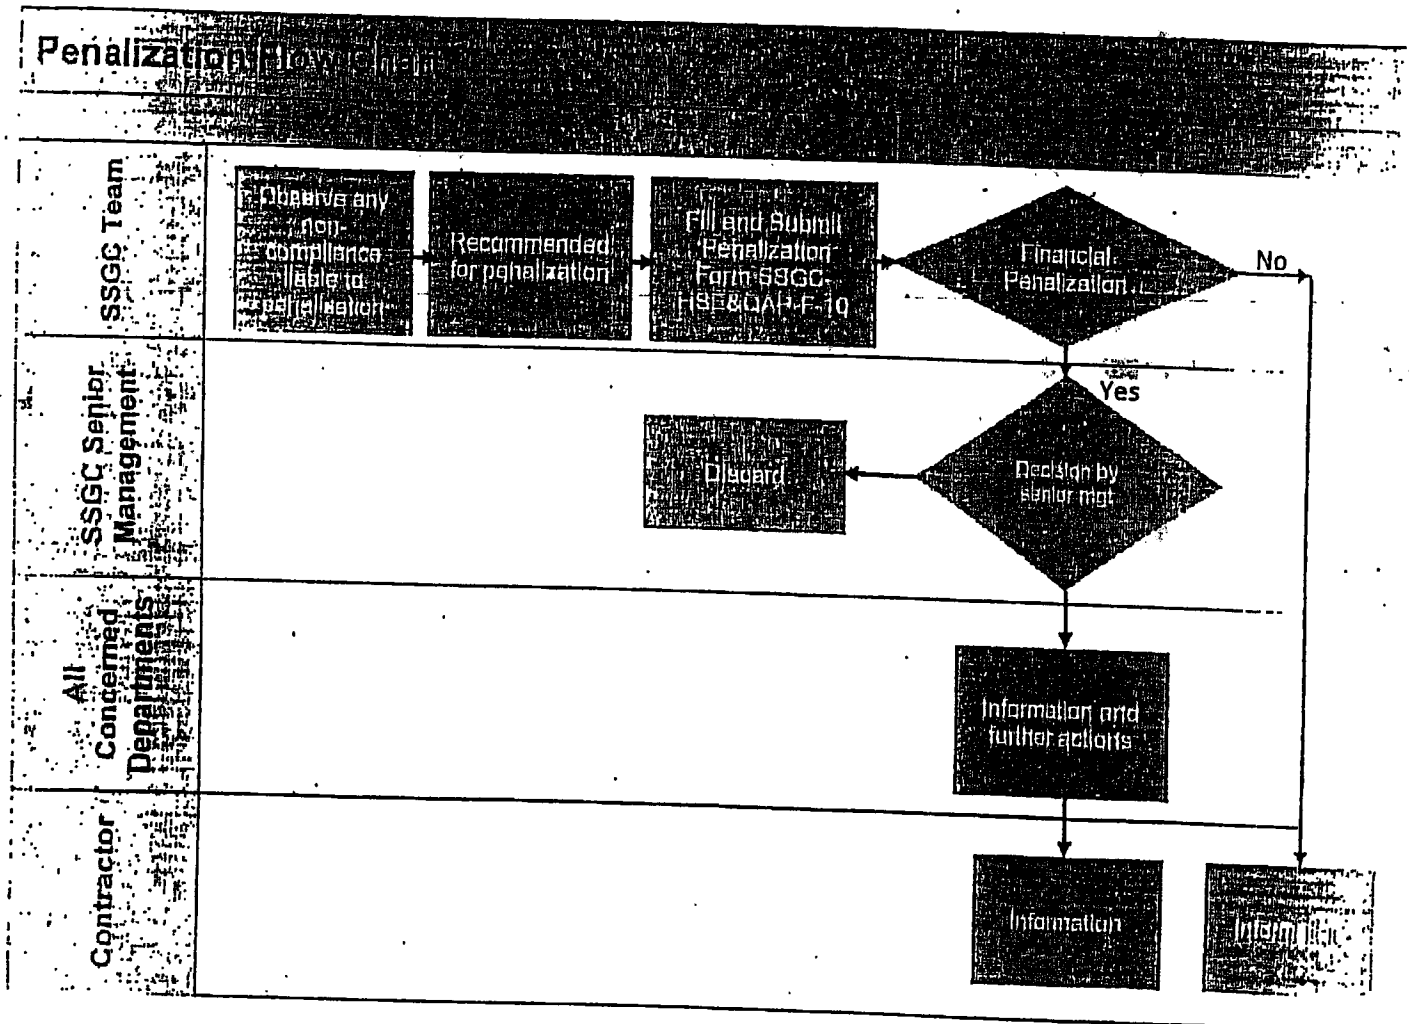 Penalization Flow Chart
SSGC Team
Observe any
non-
compliance
liable to
penalization
Recommended
for penalization
Fill and Submit
Penalization
Form-SSGC-
HSE&QAP-F-10
Financial
Penalization
No
SSGC Senior
Management
Yes
Discard
Decision by
senior mgt
All
Concerned
Departments
Information and
further actions
Contractor
Information